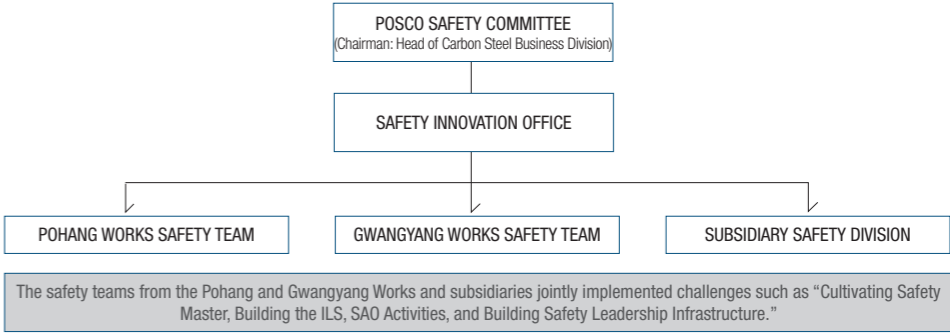 POSCO SAFETY COMMITTEE
(Chairman: Head of Carbon Steel Business Division)
SAFETY INNOVATION OFFICE
POHANG WORKS SAFETY TEAM
GWANGYANG WORKS SAFETY TEAM
SUBSIDIARY SAFETY DIVISION
The safety teams from the Pohang and Gwangyang Works and subsidiaries jointly implemented challenges such as “Cultivating Safety
Master, Building the ILS, SAO Activities, and Building Safety Leadership Infrastructure.”